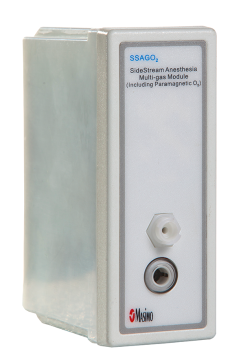 SSAGO₂
SideStream Anesthesia
Multi-gas Module
(Including Paramagnetic O₂)
Masimo